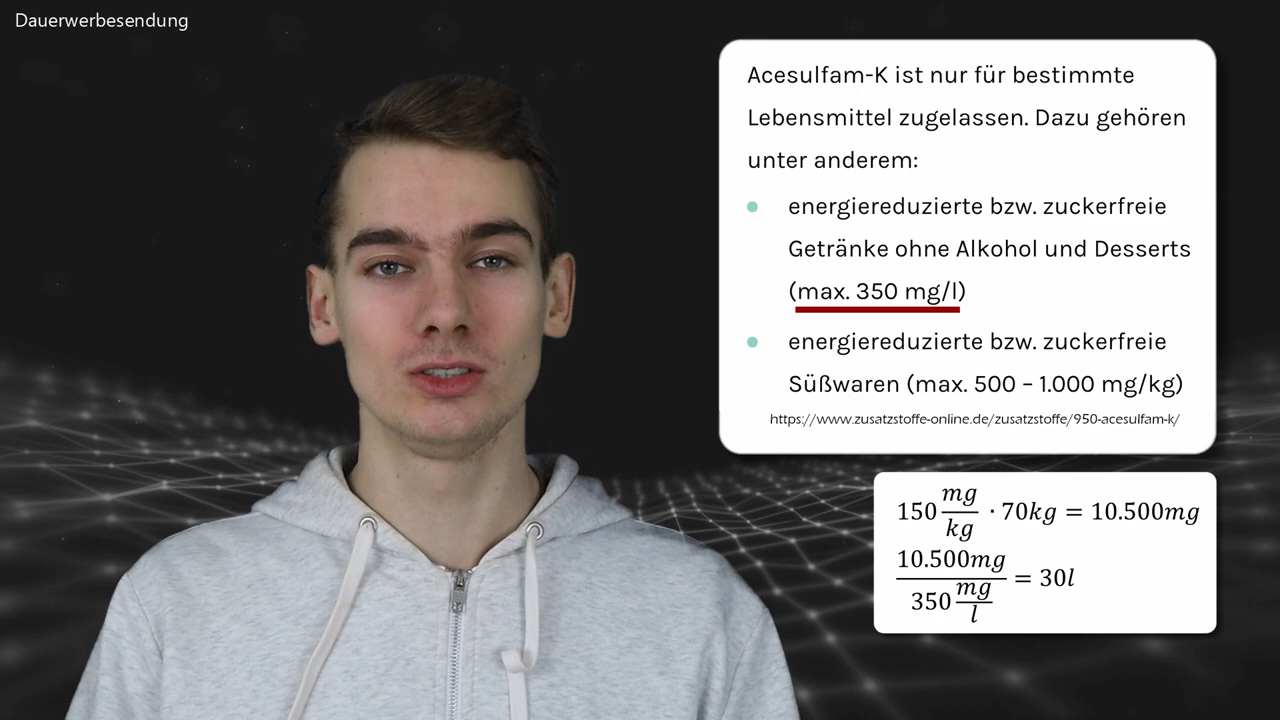 Dauerwerbesendung
Acesulfam-K ist nur für bestimmte
Lebensmittel zugelassen. Dazu gehören
unter anderem:
• energiereduzierte bzw. zuckerfreie
Getränke ohne Alkohol und Desserts
(max. 350 mg/l)
• energiereduzierte bzw. zuckerfreie
Süßwaren (max. 500 – 1.000 mg/kg)
https://www.zusatzstoffe-online.de/zusatzstoffe/950-acesulfam-k/
150 mg/kg · 70kg = 10.500mg
10.500mg / 350 mg/l = 30l